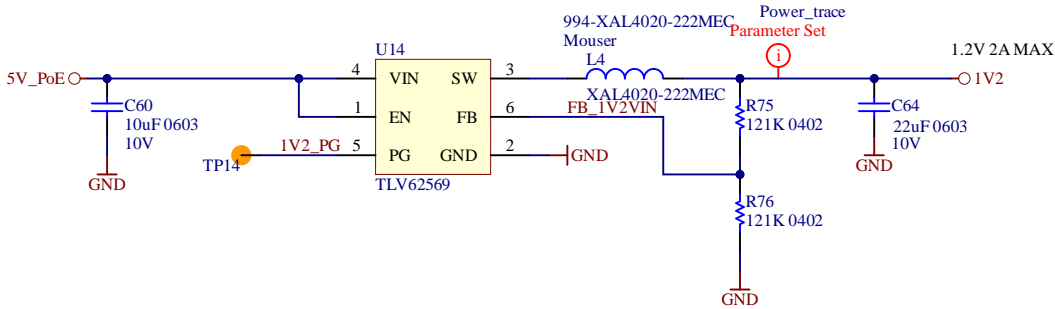 994-XAL4020-222MEC
Mouser
L4
XAL4020-222MEC
Power_trace
Parameter Set
i
1.2V 2A MAX
1V2
U14
5V_PoE
4
VIN
SW
3
1
EN
FB
6
FB_1V2VIN
1V2_PG
5
PG
GND
2
GND
TLV62569
TP14
C60
10uF 0603
10V
GND
R75
121K 0402
C64
22uF 0603
10V
GND
R76
121K 0402
GND